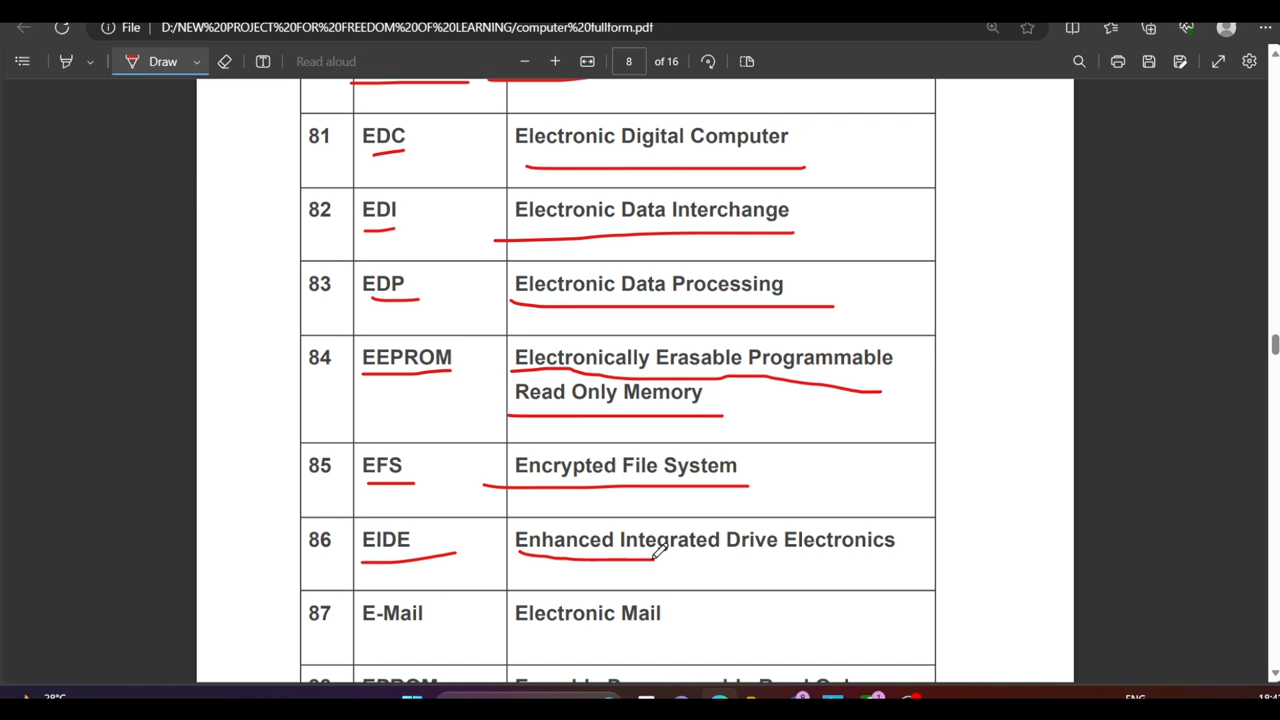 File D:/NEW%20PROJECT%20FOR%20FREEDOM%20OF%20LEARNING/computer%20fullform.pdf
Draw Read aloud 8 of 16
81 EDC Electronic Digital Computer
82 EDI Electronic Data Interchange
83 EDP Electronic Data Processing
84 EEPROM Electronically Erasable Programmable
Read Only Memory
85 EFS Encrypted File System
86 EIDE Enhanced Integrated Drive Electronics
87 E-Mail Electronic Mail
ENG